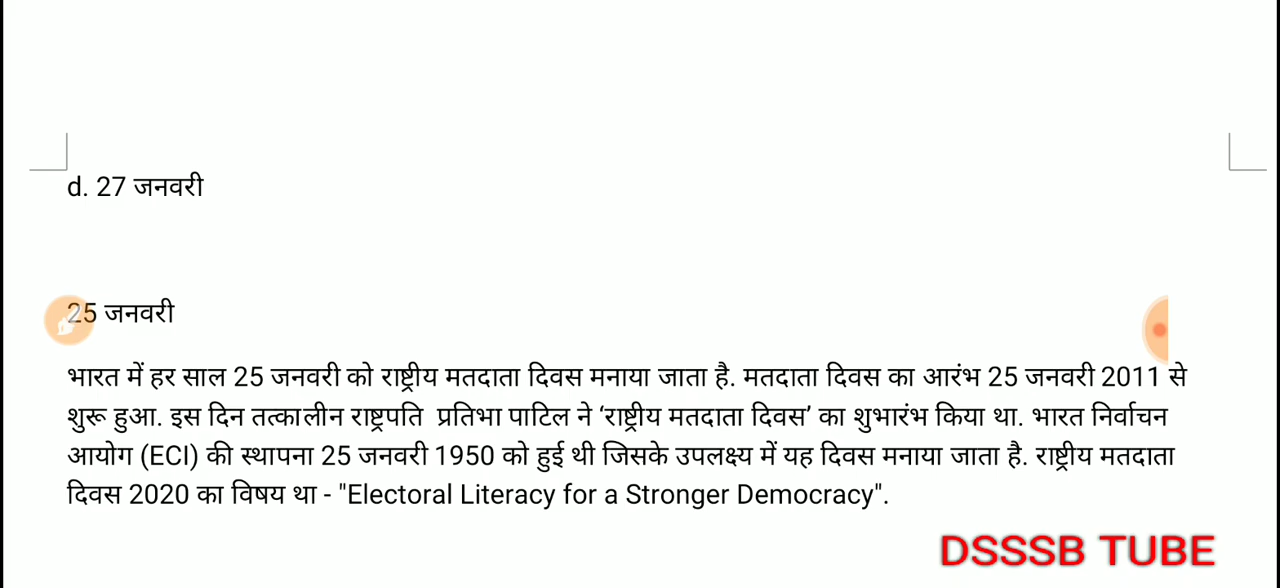 d. 27 जनवरी
25 जनवरी
भारत में हर साल 25 जनवरी को राष्ट्रीय मतदाता दिवस मनाया जाता है. मतदाता दिवस का आरंभ 25 जनवरी 2011 से
शुरू हुआ. इस दिन तत्कालीन राष्ट्रपति  प्रतिभा पाटिल ने ‘राष्ट्रीय मतदाता दिवस’ का शुभारंभ किया था. भारत निर्वाचन
आयोग (ECI) की स्थापना 25 जनवरी 1950 को हुई थी जिसके उपलक्ष्य में यह दिवस मनाया जाता है. राष्ट्रीय मतदाता
दिवस 2020 का विषय था - "Electoral Literacy for a Stronger Democracy".
DSSSB TUBE